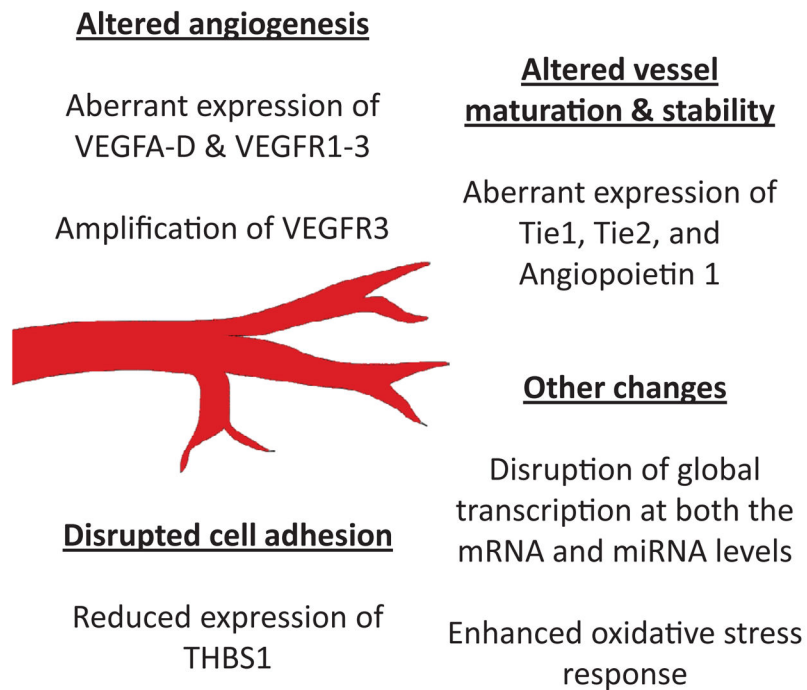 Altered angiogenesis
Aberrant expression of
VEGFA-D & VEGFR1-3
Amplification of VEGFR3
Altered vessel
maturation & stability
Aberrant expression of
Tie1, Tie2, and
Angiopoietin 1
Disrupted cell adhesion
Reduced expression of
THBS1
Other changes
Disruption of global
transcription at both the
mRNA and miRNA levels
Enhanced oxidative stress
response